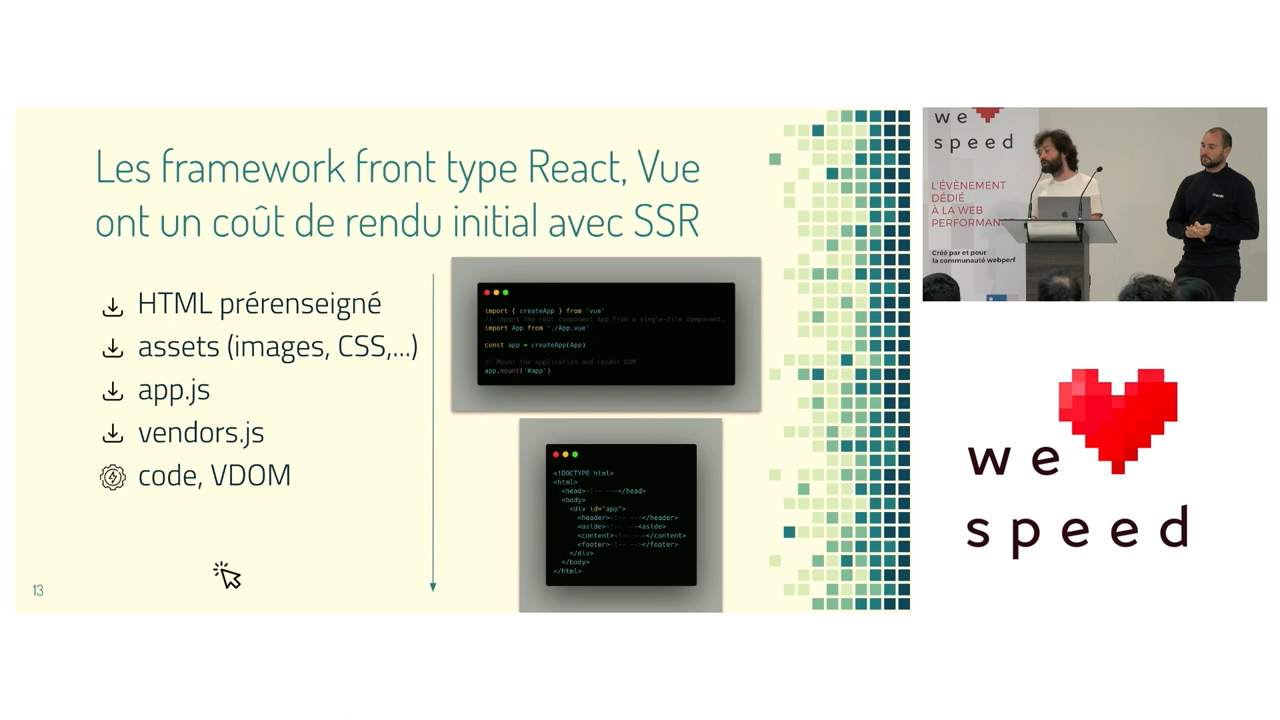 Les framework front type React, Vue
ont un coût de rendu initial avec SSR
HTML prérenseigné
assets (images, CSS,...)
app.js
vendors.js
code, VDOM
13
import { createApp } from 'vue'
// import the root component App from a single-file component.
import App from './App.vue'
const app = createApp(App)
// Mount the application and render DOM
app.mount('#app')
<!DOCTYPE html>
<html>
<head><!-- --></head>
<body>
<div id="app">
<header><!-- --></header>
<aside><!-- --><aside>
<content><!-- --></content>
<footer><!-- --></footer>
</div>
</body>
</html>
we
speed
L'ÉVÈNEMENT
DÉDIÉ
À LA WEB
PERFORMAN
Créé par et pour
la communauté webperf
we
speed